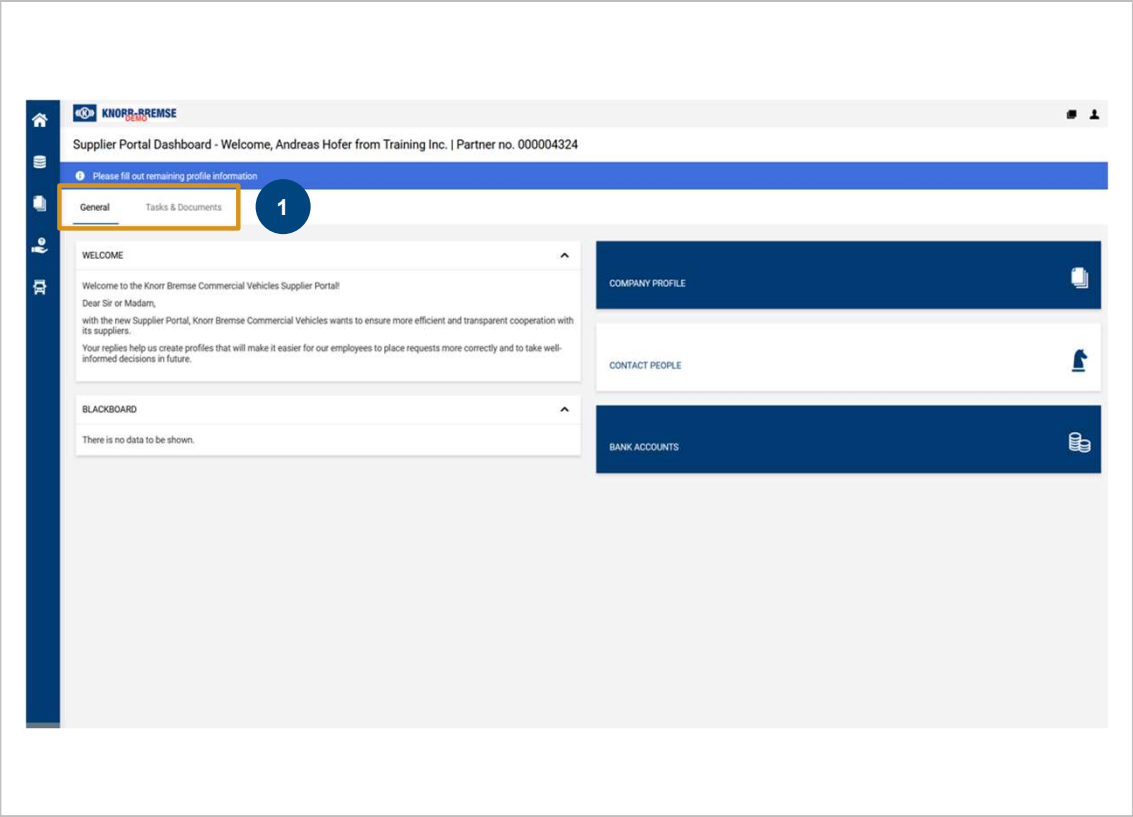 KNORR-BREMSE
DEMO
Supplier Portal Dashboard - Welcome, Andreas Hofer from Training Inc. | Partner no. 000004324
Please fill out remaining profile information
General
Tasks & Documents
1
WELCOME
Welcome to the Knorr Bremse Commercial Vehicles Supplier Portal!
Dear Sir or Madam,
with the new Supplier Portal, Knorr Bremse Commercial Vehicles wants to ensure more efficient and transparent cooperation with
its suppliers.
Your replies help us create profiles that will make it easier for our employees to place requests more correctly and to take well-
informed decisions in future.
BLACKBOARD
There is no data to be shown.
COMPANY PROFILE
CONTACT PEOPLE
BANK ACCOUNTS